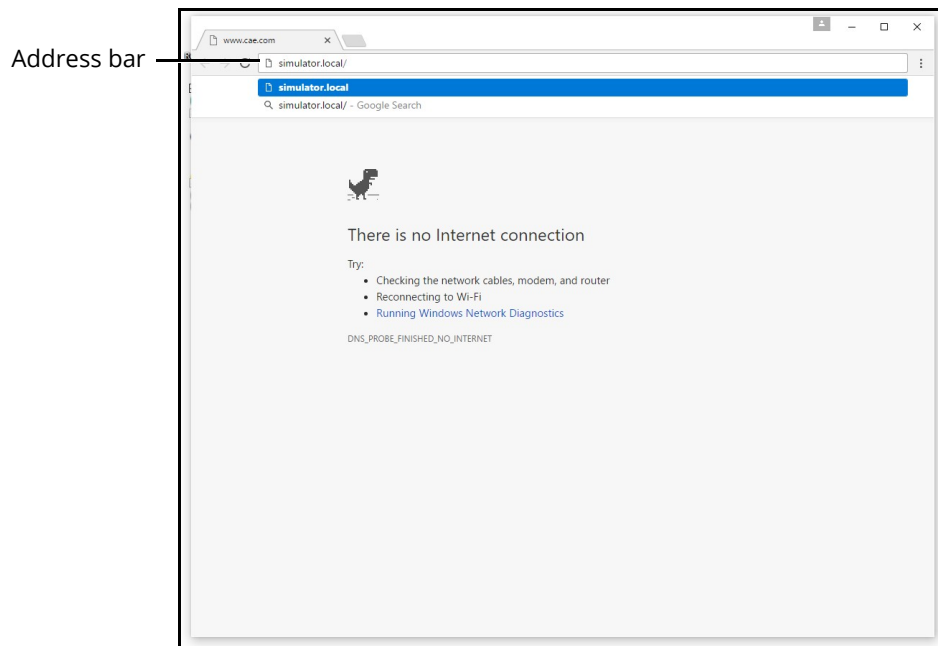 www.cae.com
Address bar
simulator.local/
simulator.local
simulator.local/ - Google Search
There is no Internet connection
Try:
• Checking the network cables, modem, and router
• Reconnecting to Wi-Fi
• Running Windows Network Diagnostics
DNS_PROBE_FINISHED_NO_INTERNET